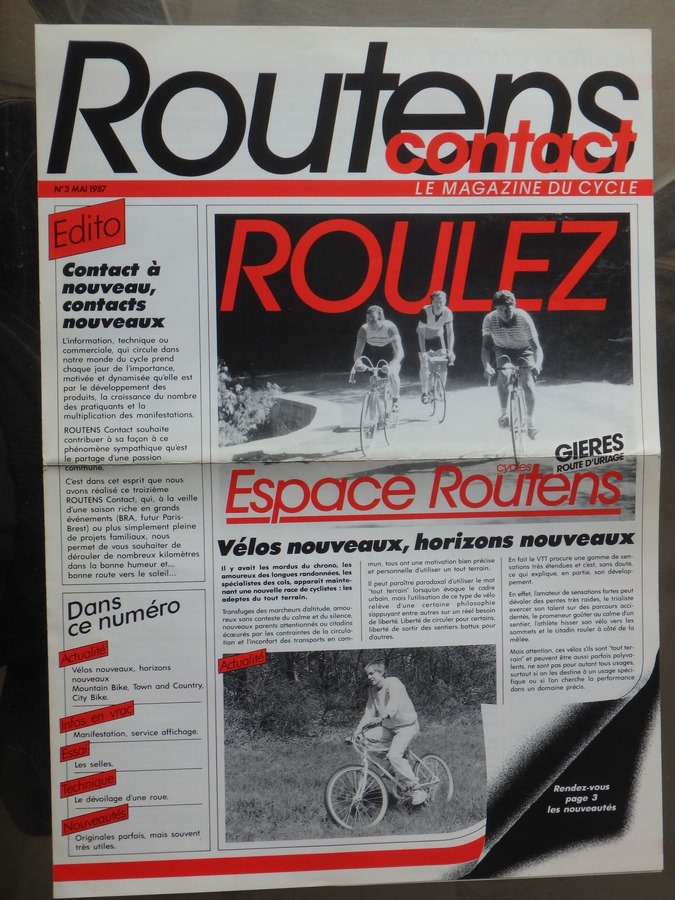 Routens
contact
N°3 MAI 1987
LE MAGAZINE DU CYCLE
Edito
Contact à
nouveau,
contacts
nouveaux
L'information, technique ou
commerciale, qui circule dans
notre monde du cycle prend
chaque jour de l'importance,
motivée et dynamisée qu'elle est
par le développement des
produits, la croissance du nombre
des pratiquants et la
multiplication des manifestations.
ROUTENS Contact souhaite
contribuer à sa façon à ce
phénomène sympathique qu'est
le partage d'une passion
commune.
C'est dans cet esprit que nous
avons réalisé ce troisième
ROUTENS Contact, qui, à la veille
d'une saison riche en grands
événements (BRA, futur Paris-
Brest) ou plus simplement pleine
de projets familiaux, nous
permet de vous souhaiter de
dérouler de nombreux kilomètres
dans la bonne humeur et...
bonne route vers le soleil...
Dans
ce numéro
Actualité
Vélos nouveaux, horizons
nouveaux
Mountain Bike, Town and Country,
City Bike.
Infos en vrac
Manifestation, service affichage.
Essai
Les selles.
Technique
Le dévoilage d'une roue.
Nouveautés
Originales parfois, mais souvent
très utiles.
ROULEZ
GIERES
ROUTE D'URIAGE
cycles
Espace Routens
Vélos nouveaux, horizons nouveaux
Il y avait les mordus du chrono, les
amoureux des longues randonnées, les
spécialistes des cols, apparaît mainte-
nant une nouvelle race de cyclistes : les
adeptes du tout terrain.
Transfuges des marcheurs d'altitude, amou-
reux sans conteste du calme et du silence,
nouveaux parents attentionnés ou citadins
écœurés par les contraintes de la circula-
tion et l'inconfort des transports en com-
mun, tous ont une motivation bien précise
et personnelle d'utiliser un tout terrain.
Il peut paraître paradoxal d'utiliser le mot
"tout terrain" lorsqu'on évoque le cadre
urbain, mais l'utilisation de ce type de vélo
relève d'une certaine philosophie
s'appuyant entre autres sur un réel besoin
de liberté. Liberté de circuler pour certains,
liberté de sortir des sentiers battus pour
d'autres.
En fait le VTT procure une gamme de sen-
sations très étendues et c'est, sans doute,
ce qui explique, en partie, son dévelop-
pement.
En effet, l'amateur de sensations fortes peut
dévaler des pentes très raides, le trialiste
exercer son talent sur des parcours acci-
dentés, le promeneur goûter au calme d'un
sentier, l'athlète hisser son vélo vers les
sommets et le citadin rouler à côté de la
mêlée.
Mais attention, ces vélos s'ils sont "tout ter-
rain" et peuvent être aussi parfois polyva-
lents, ne sont pas pour autant tous usages,
surtout si on les destine à un usage spéci-
fique ou si l'on cherche la performance
dans un domaine précis.
Actualité
Rendez-vous
page 3
les nouveautés